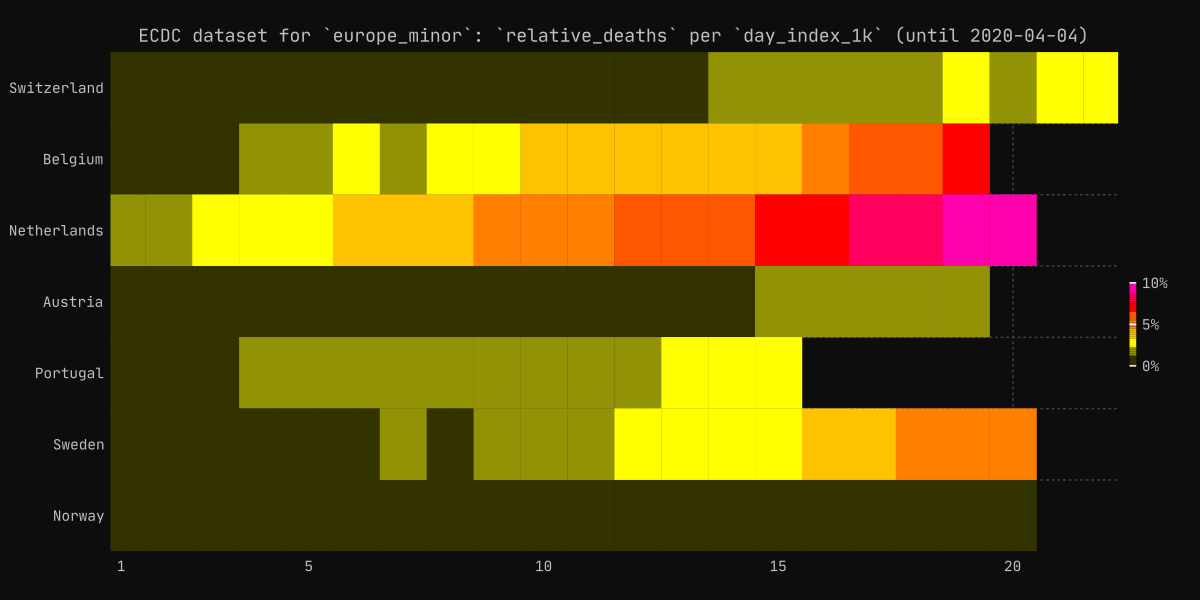 ECDC dataset for `europe_minor`: `relative_deaths` per `day_index_1k` (until 2020-04-04)
Switzerland
Belgium
Netherlands
Austria
Portugal
Sweden
Norway
1 5 10 15 20
10%
5%
0%